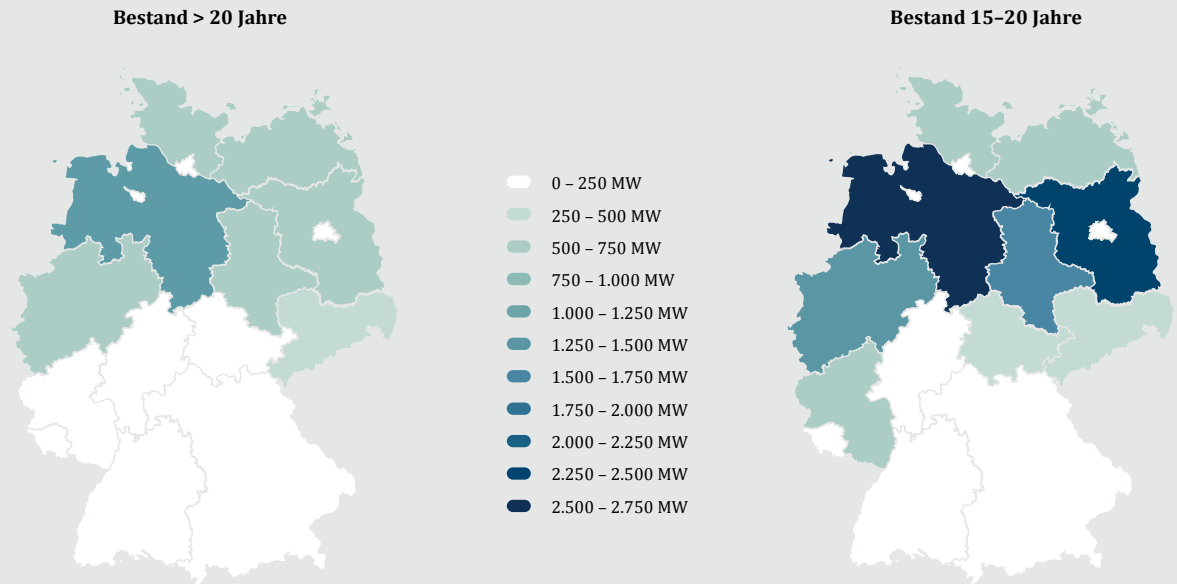 Bestand > 20 Jahre
Bestand 15–20 Jahre
0 – 250 MW
250 – 500 MW
500 – 750 MW
750 – 1.000 MW
1.000 – 1.250 MW
1.250 – 1.500 MW
1.500 – 1.750 MW
1.750 – 2.000 MW
2.000 – 2.250 MW
2.250 – 2.500 MW
2.500 – 2.750 MW